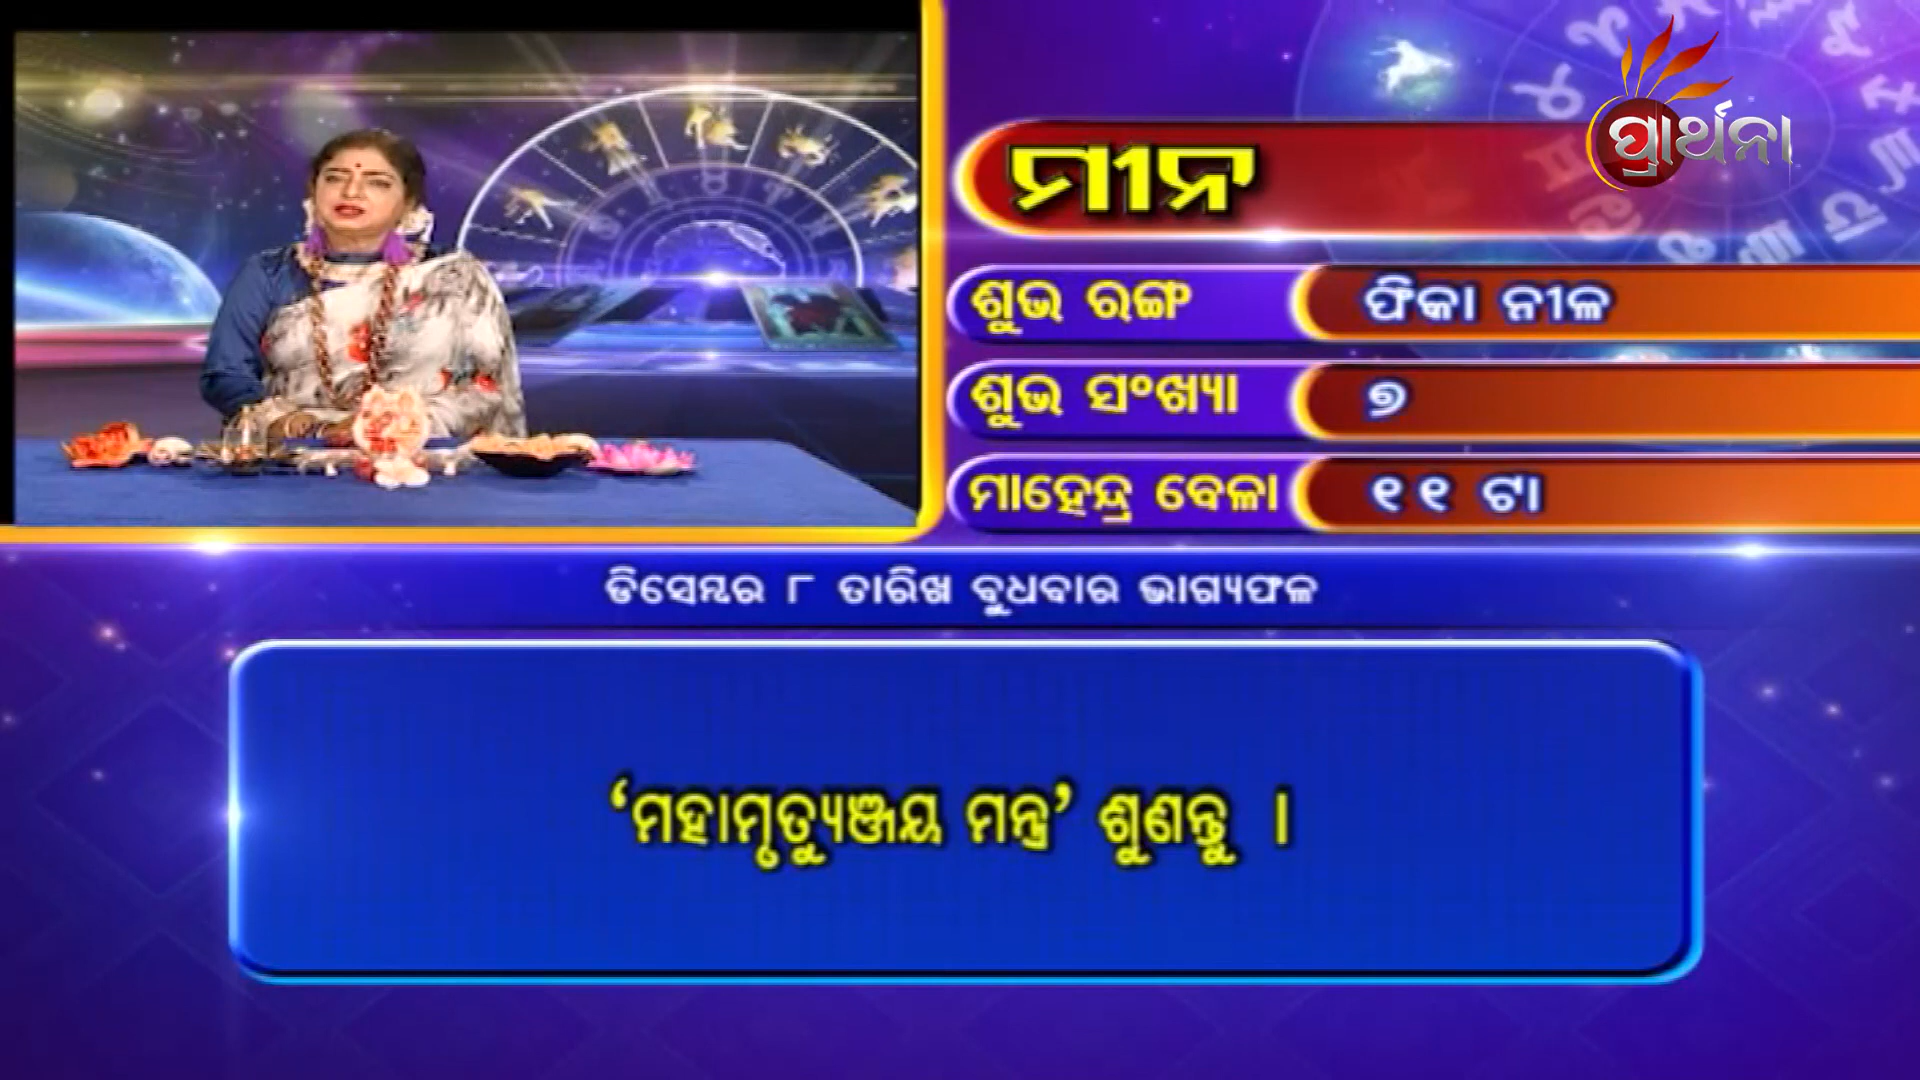 ପ୍ରାର୍ଥନା
ମୀନ
ଶୁଭ ରଙ୍ଗ ଫିକା ନୀଳ
ଶୁଭ ସଂଖ୍ୟା ୭
ମାହେନ୍ଦ୍ର ବେଳା ୧୧ ଟା
ଡିସେମ୍ବର ୮ ତାରିଖ ବୁଧବାର ଭାଗ୍ୟଫଳ
‘ମହାମୃତ୍ୟୁଞ୍ଜୟ ମନ୍ତ୍ର’ ଶୁଣନ୍ତୁ ।